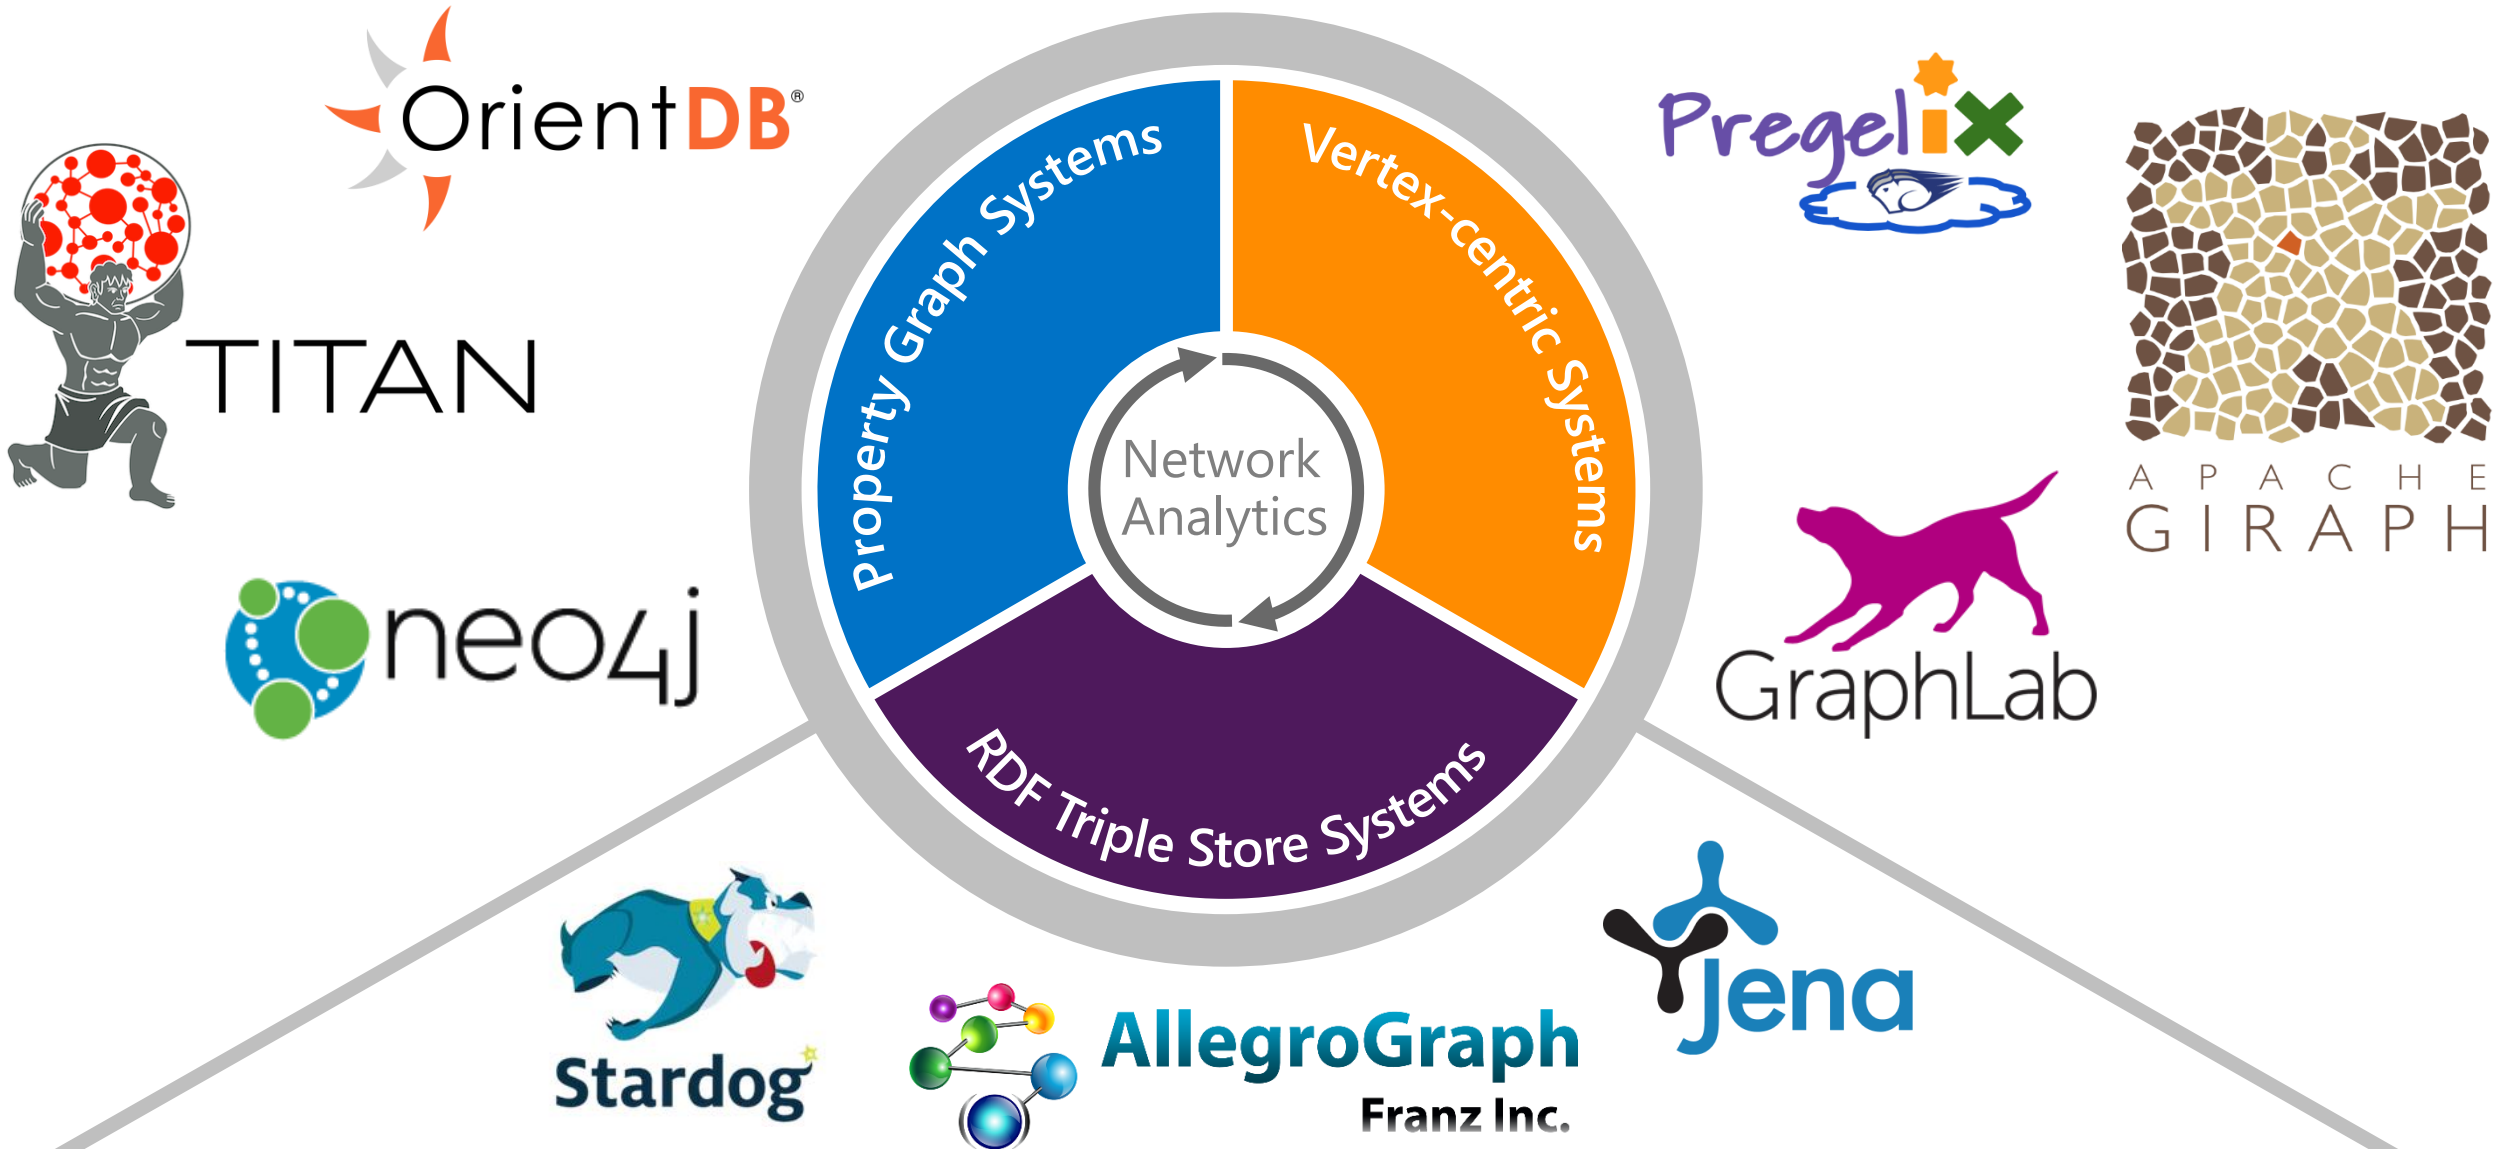 OrientDB®
TITAN
neo4j
Property Graph Systems
Vertex-centric Systems
RDF Triple Store Systems
Network
Analytics
Pregelix
APACHE
GIRAPH
GraphLab
Stardog
AllegroGraph
Franz Inc.
Jena